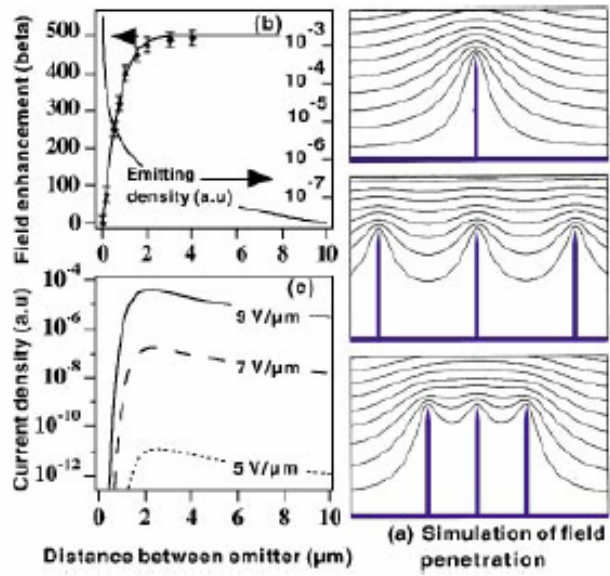 (b)
Field enhancement (beta)
500
400
300
200
100
0
10-3
10-4
10-5
10-6
10-7
Emitting
density (a.u)
0 2 4 6 8 10
(c)
Current density (a.u)
10-4
10-6
10-8
10-10
10-12
9 V/µm
7 V/µm
5 V/µm
0 2 4 6 8 10
Distance between emitter (µm)
(a) Simulation of field
penetration